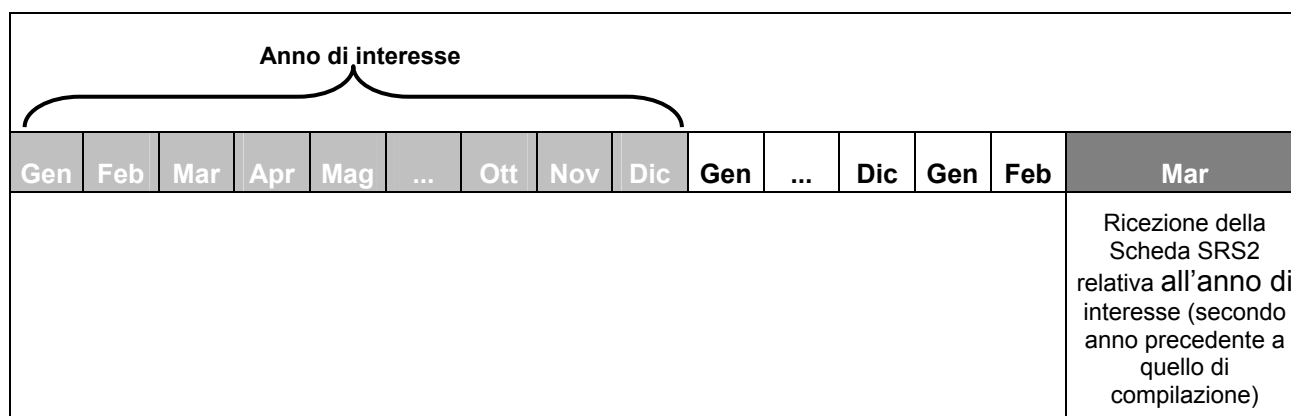 Anno di interesse
Gen Feb Mar Apr Mag ... Ott Nov Dic Gen ... Dic Gen Feb Mar
Ricezione della
Scheda SRS2
relativa all’anno di
interesse (secondo
anno precedente a
quello di
compilazione)